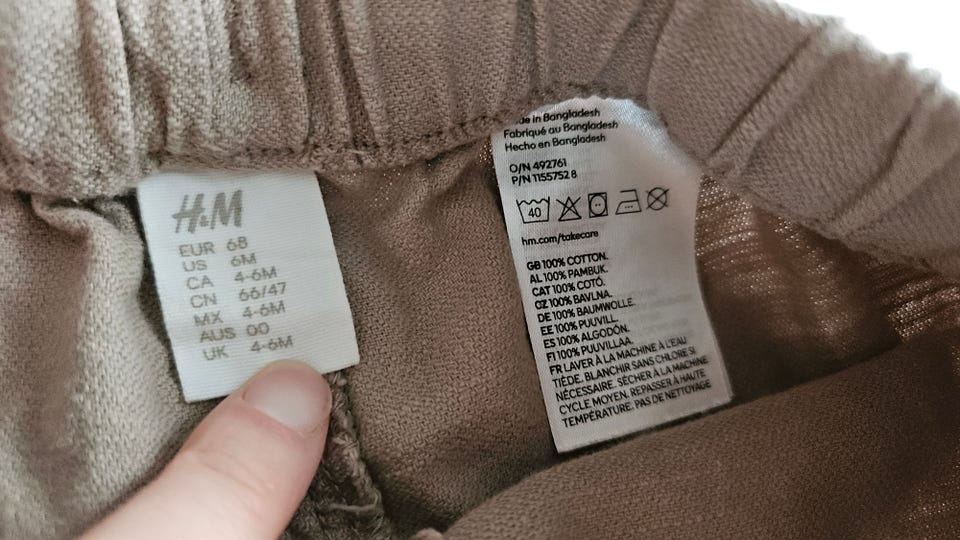 H&M
EUR 68
US 6M
CA 4-6M
CN 66/47
MX 4-6M
AUS 00
UK 4-6M
in Bangladesh
Fabriqué au Bangladesh
Hecho en Bangladesh
O/N 492761
P/N 1155752 8
40
hm.com/takecare
GB 100% COTTON.
AL 100% PAMBUK.
CAT 100% COTÓ.
CZ 100% BAVLNA.
DE 100% BAUMWOLLE.
EE 100% PUUVILL.
ES 100% ALGODÓN.
FI 100% PUUVILLAA.
FR LAVER À LA MACHINE À L'EAU
TIÈDE. BLANCHIR SANS CHLORE SI
NÉCESSAIRE. SÉCHER À LA MACHINE
CYCLE MOYEN. REPASSER À HAUTE
TEMPÉRATURE. PAS DE NETTOYAGE